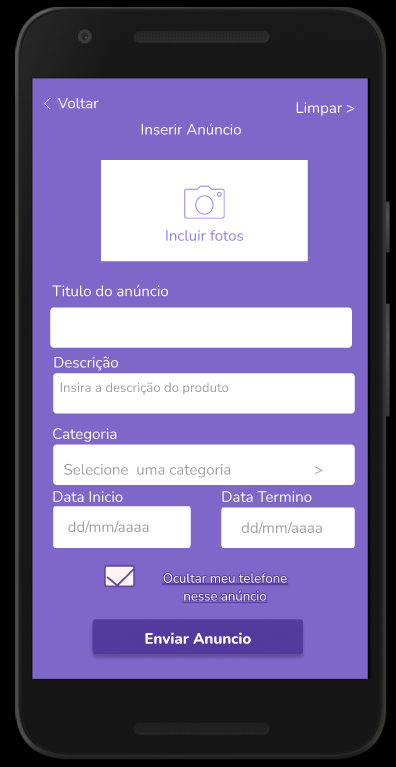 < Voltar
Limpar >
Inserir Anúncio
Incluir fotos
Titulo do anúncio
Descrição
Insira a descrição do produto
Categoria
Selecione uma categoria >
Data Inicio Data Termino
dd/mm/aaaa dd/mm/aaaa
Ocultar meu telefone
nesse anúncio
Enviar Anuncio